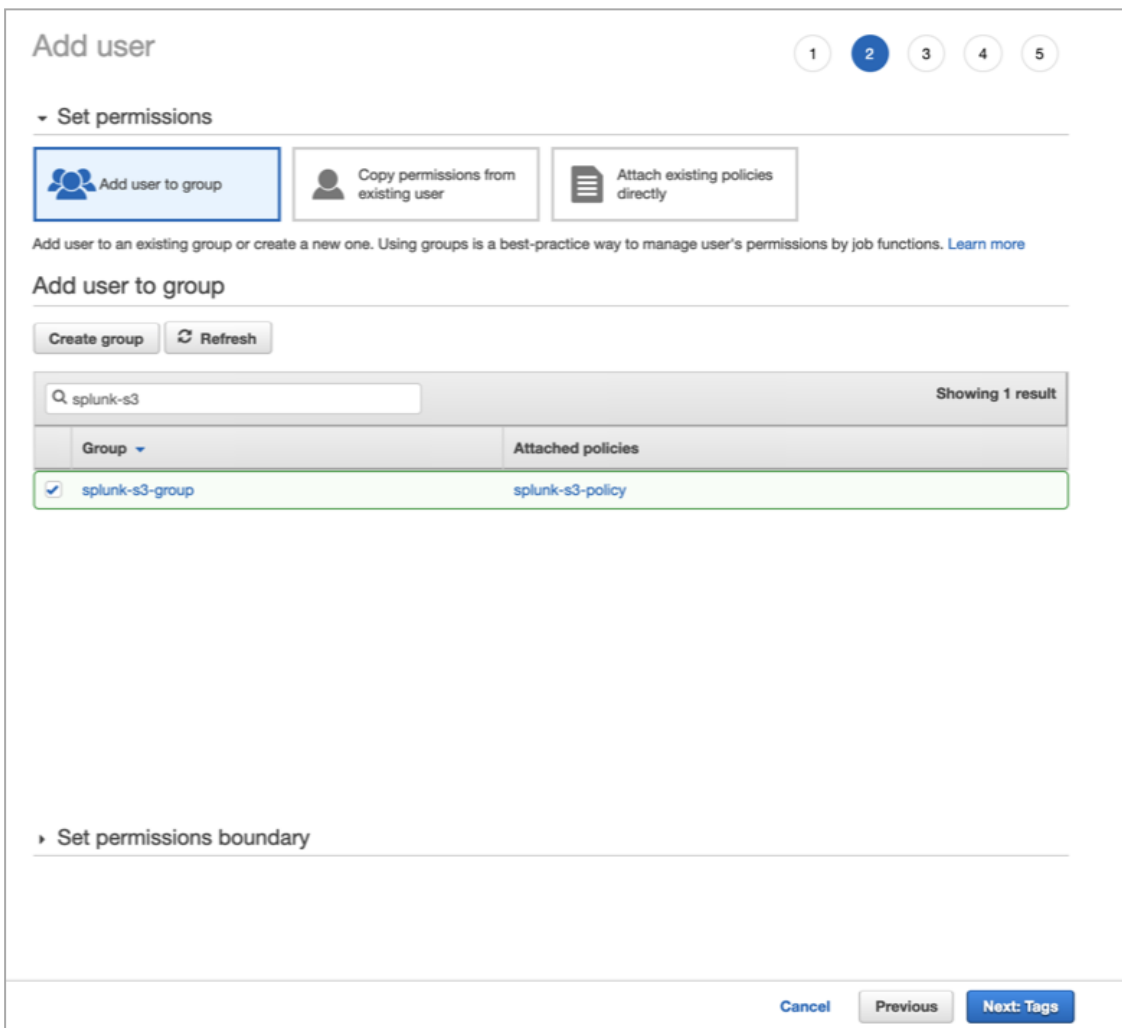 Add user
1 2 3 4 5
Set permissions
Add user to group
Copy permissions from
existing user
Attach existing policies
directly
Add user to an existing group or create a new one. Using groups is a best-practice way to manage user's permissions by job functions. Learn more
Add user to group
Create group Refresh
splunk-s3 Showing 1 result
Group Attached policies
splunk-s3-group splunk-s3-policy
Set permissions boundary
Cancel Previous Next: Tags